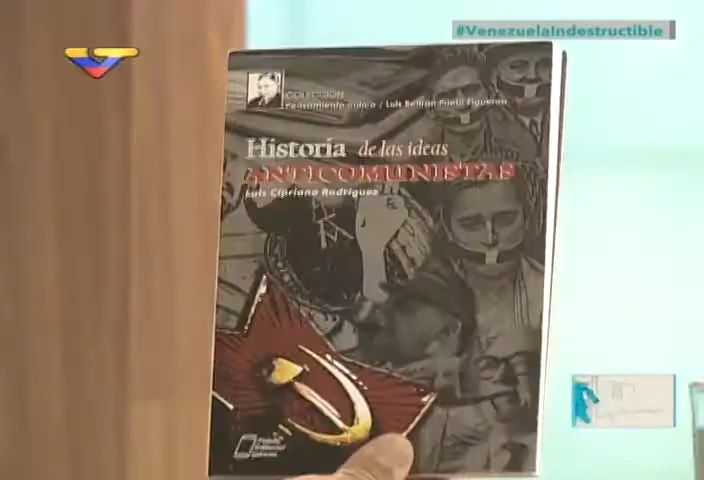 #VenezuelaIndestructible
COLECCIÓN
Pensamiento crítico / Luis Beltrán Prieto Figueroa
Historia de las ideas
ANTICOMUNISTAS
Luis Cipriano Rodríguez